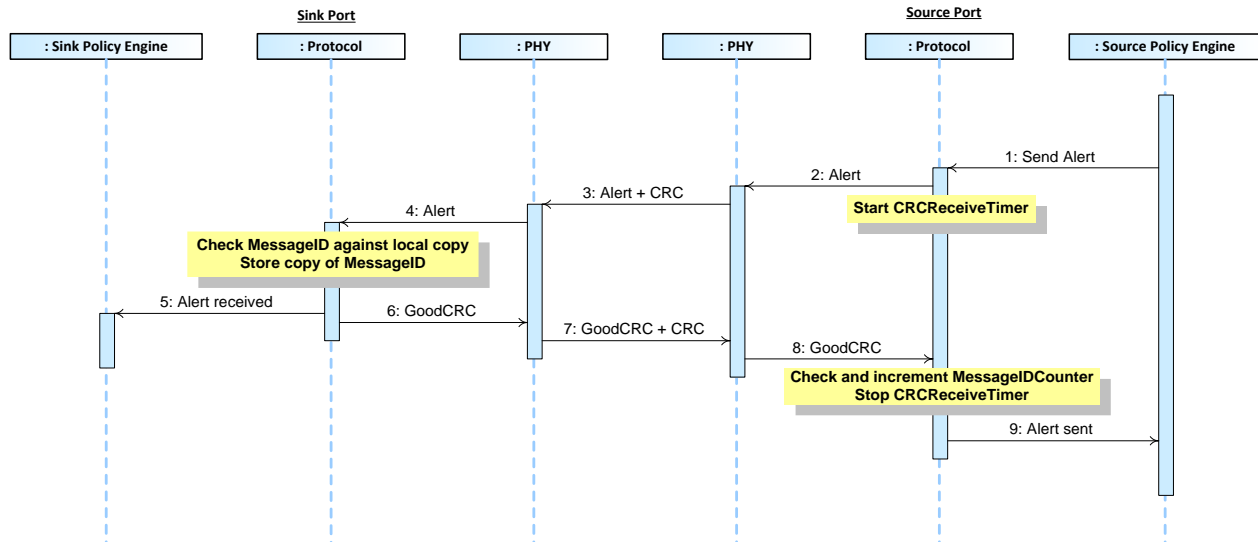 Sink Port
Source Port
: Sink Policy Engine
: Protocol
: PHY
: PHY
: Protocol
: Source Policy Engine
1: Send Alert
2: Alert
3: Alert + CRC
4: Alert
Start CRCReceiveTimer
Check MessageID against local copy
Store copy of MessageID
5: Alert received
6: GoodCRC
7: GoodCRC + CRC
8: GoodCRC
Check and increment MessageIDCounter
Stop CRCReceiveTimer
9: Alert sent